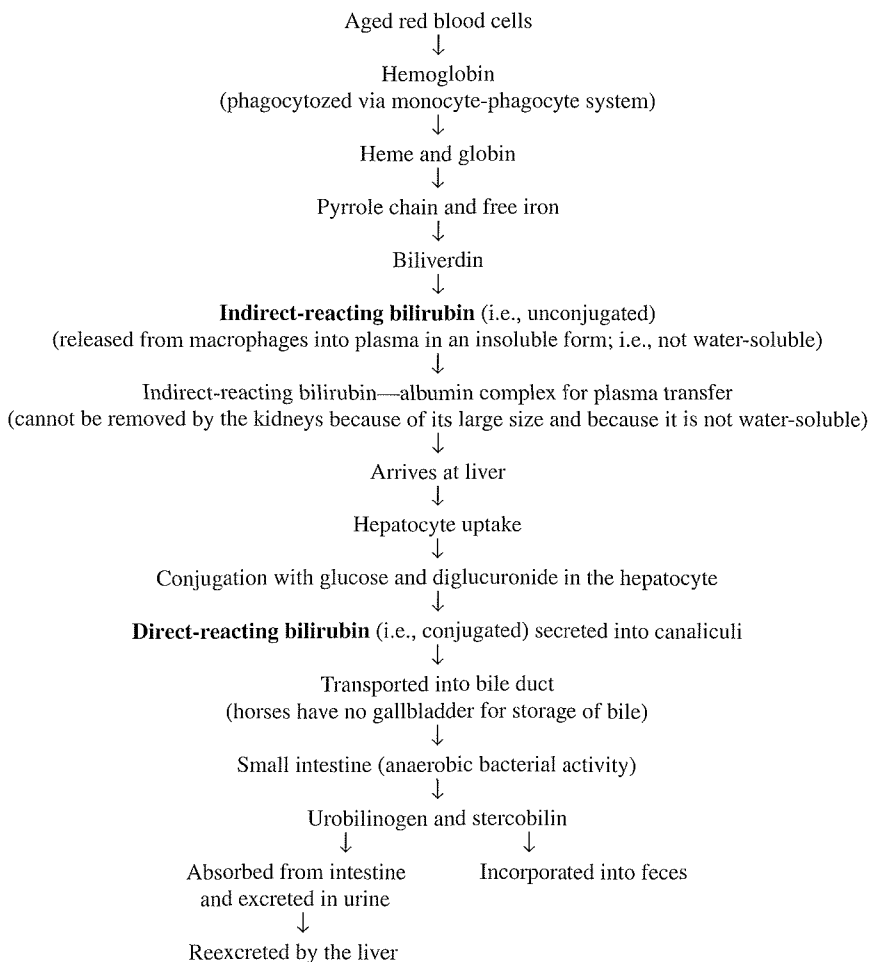 Aged red blood cells
↓
Hemoglobin
(phagocytozed via monocyte-phagocyte system)
↓
Heme and globin
↓
Pyrrole chain and free iron
↓
Biliverdin
↓
Indirect-reacting bilirubin (i.e., unconjugated)
(released from macrophages into plasma in an insoluble form; i.e., not water-soluble)
↓
Indirect-reacting bilirubin—albumin complex for plasma transfer
(cannot be removed by the kidneys because of its large size and because it is not water-soluble)
↓
Arrives at liver
↓
Hepatocyte uptake
↓
Conjugation with glucose and diglucuronide in the hepatocyte
↓
Direct-reacting bilirubin (i.e., conjugated) secreted into canaliculi
↓
Transported into bile duct
(horses have no gallbladder for storage of bile)
↓
Small intestine (anaerobic bacterial activity)
↓
Urobilinogen and stercobilin
↓ ↓
Absorbed from intestine
and excreted in urine
Incorporated into feces
↓
Reexcreted by the liver